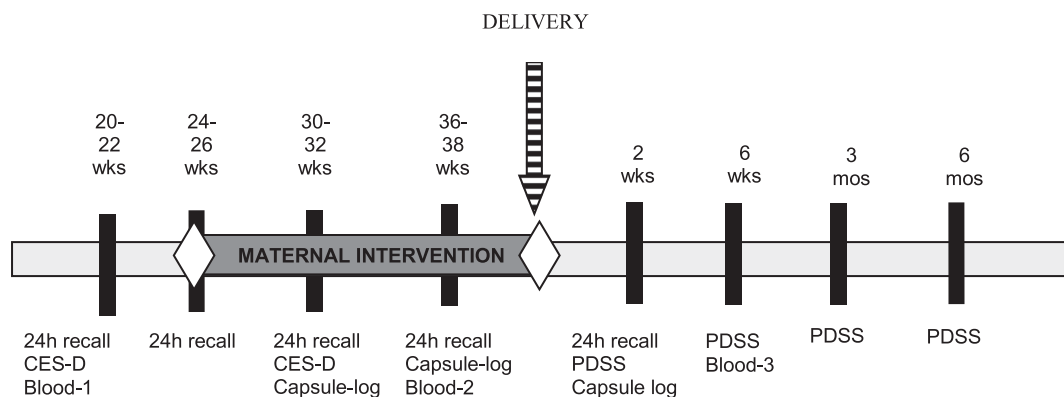 DELIVERY
20-
22
wks
24-
26
wks
30-
32
wks
36-
38
wks
2
wks
6
wks
3
mos
6
mos
MATERNAL INTERVENTION
24h recall
CES-D
Blood-1
24h recall
24h recall
CES-D
Capsule-log
24h recall
Capsule-log
Blood-2
24h recall
PDSS
Capsule log
PDSS
Blood-3
PDSS
PDSS